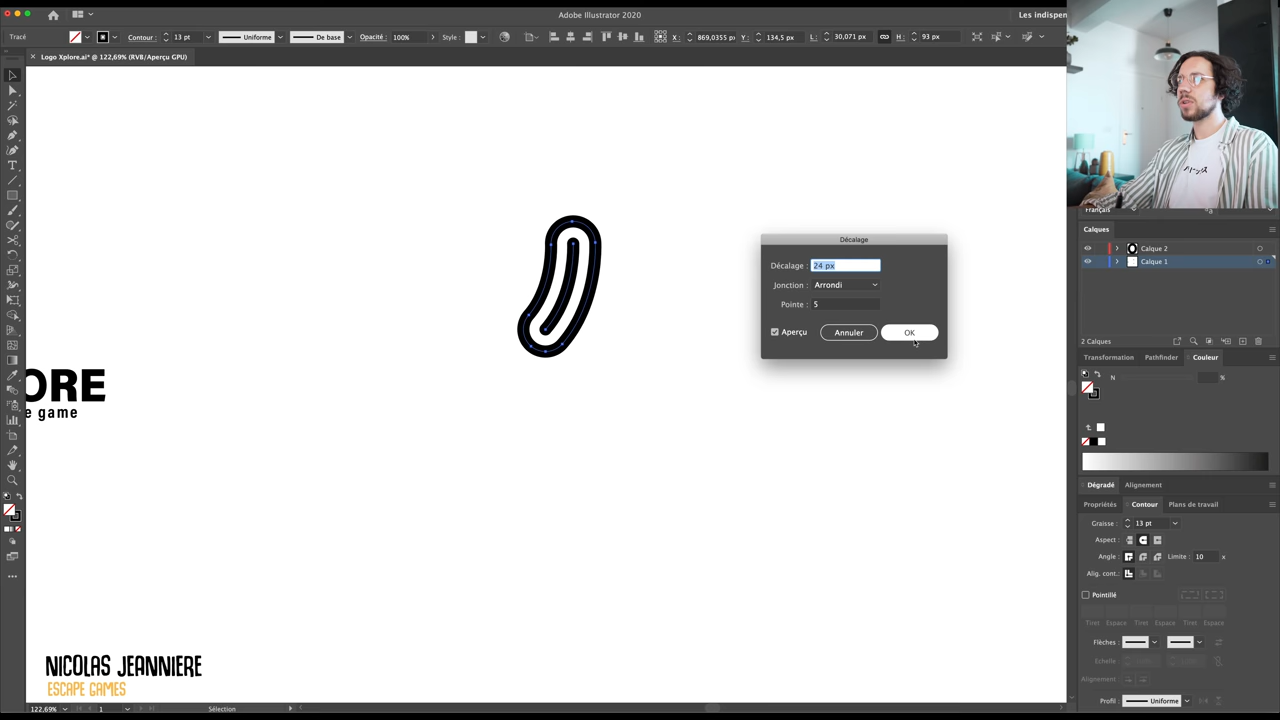 Adobe Illustrator 2020
Les indispen
Tracé
Contour : 13 pt Uniforme De base Opacité : 100% Style : X : 869,0355 px Y : 134,5 px L : 30,071 px H : 93 px
Logo Xplore.ai* @ 122,69% (RVB/Aperçu GPU)
Français
Calques
Calque 2
Calque 1
2 Calques
Décalage
Décalage : 24 px
Jonction : Arrondi
Pointe : 5
Aperçu Annuler OK
Transformation Pathfinder Couleur
N %
ORE
e game
Dégradé Alignement
Propriétés Contour Plans de travail
Graisse : 13 pt
Aspect :
Angle : Limite : 10 x
Alig. cont.:
Pointillé
Tiret Espace Tiret Espace Tiret Espace
Flèches :
Echelle :
Alignement :
Profil : Uniforme
NICOLAS JEANNIERE
ESCAPE GAMES
122,69% 1 Sélection